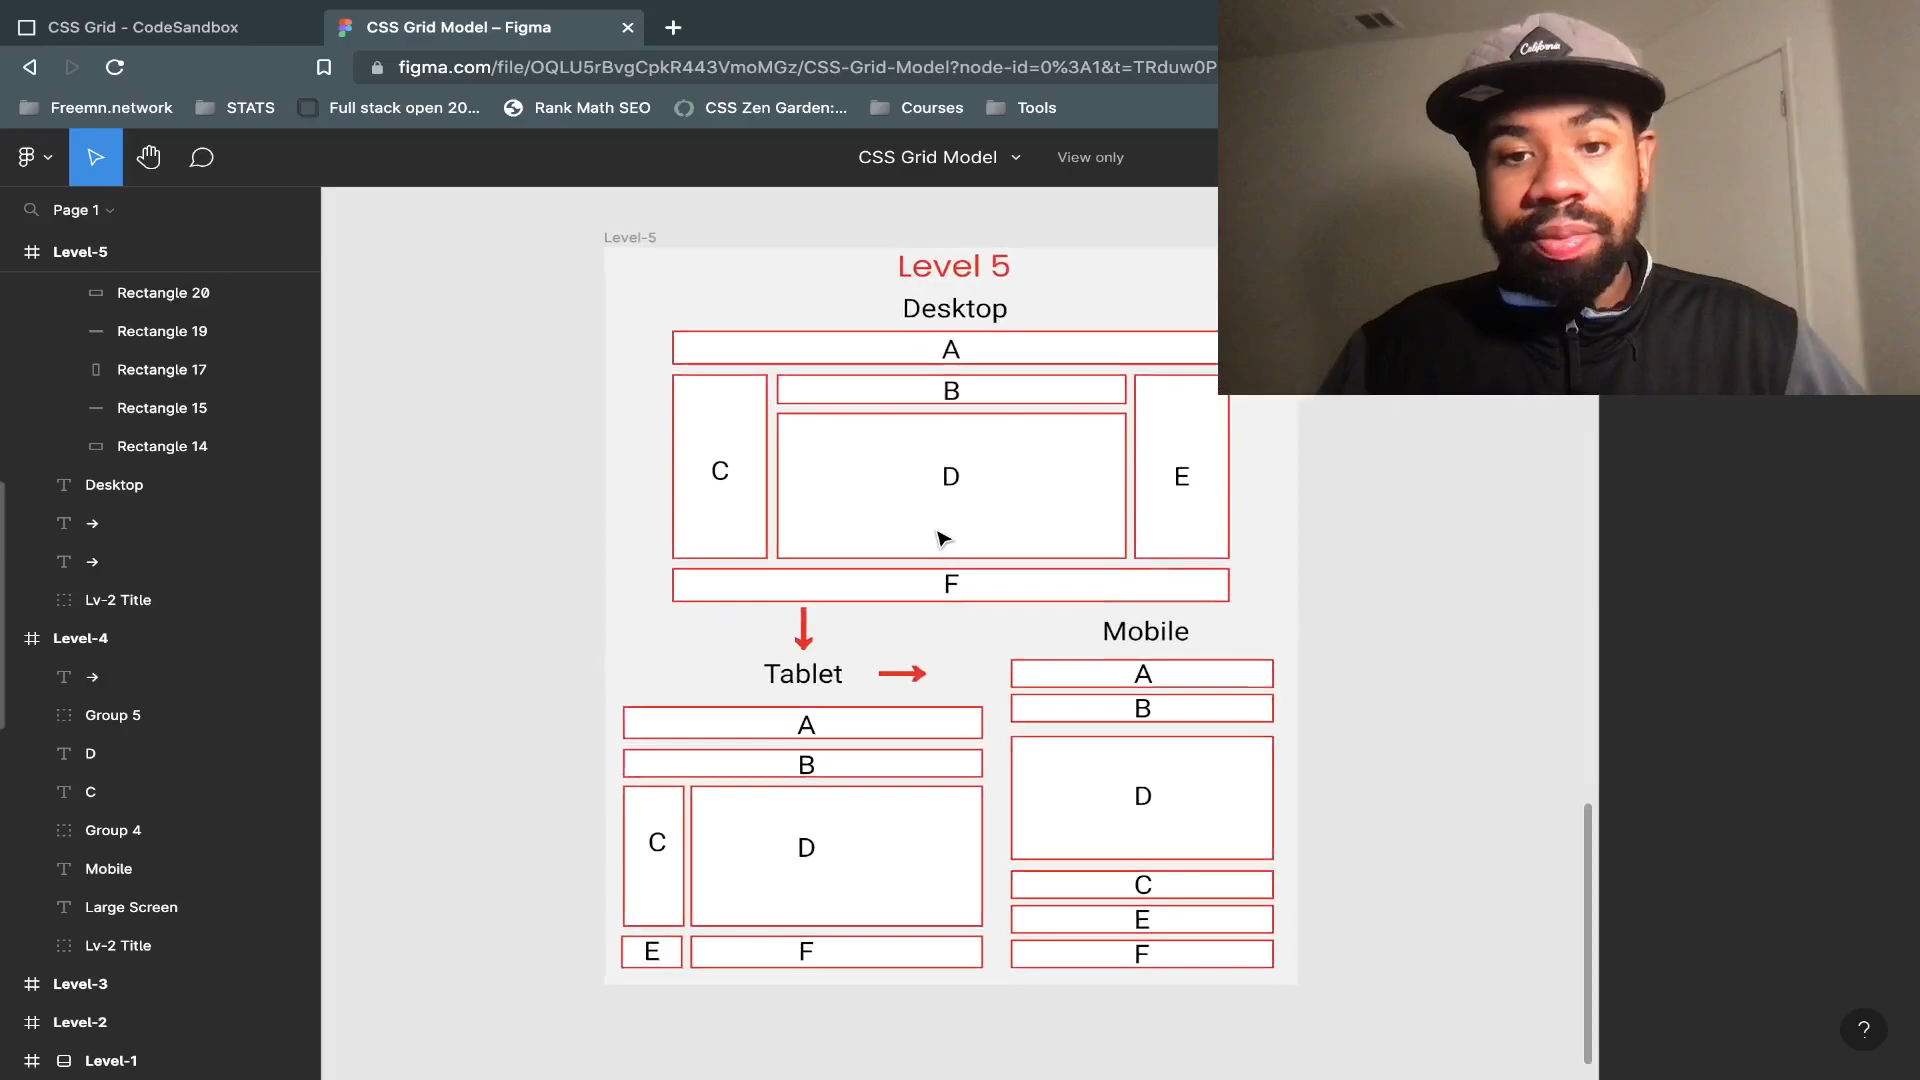 CSS Grid - CodeSandbox
CSS Grid Model – Figma
figma.com/file/OQLU5rBvgCpkR443VmoMGz/CSS-Grid-Model?node-id=0%3A1&t=TRduw0P
Freemn.network
STATS
Full stack open 20...
Rank Math SEO
CSS Zen Garden:...
Courses
Tools
CSS Grid Model
View only
California
Page 1
Level-5
Rectangle 20
Rectangle 19
Rectangle 17
Rectangle 15
Rectangle 14
Desktop
→
→
Lv-2 Title
Level-4
→
Group 5
D
C
Group 4
Mobile
Large Screen
Lv-2 Title
Level-3
Level-2
Level-1
Level-5
Level 5
Desktop
A
B
C
D
E
F
Tablet
A
B
C
D
E
F
Mobile
A
B
D
C
E
F
?